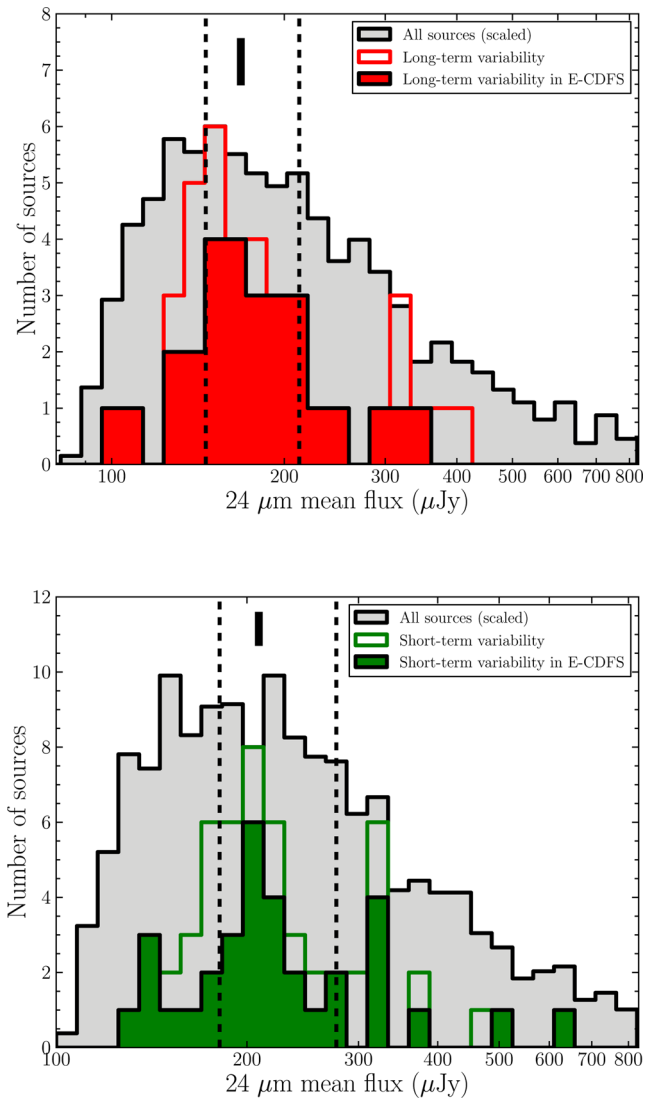 8
7
6
5
4
3
2
1
0
Number of sources
All sources (scaled)
Long-term variability
Long-term variability in E-CDFS
100 200 300 400 500 600 700 800
24 μm mean flux (μJy)
12
10
8
6
4
2
0
Number of sources
All sources (scaled)
Short-term variability
Short-term variability in E-CDFS
100 200 300 400 500 600 700 800
24 μm mean flux (μJy)